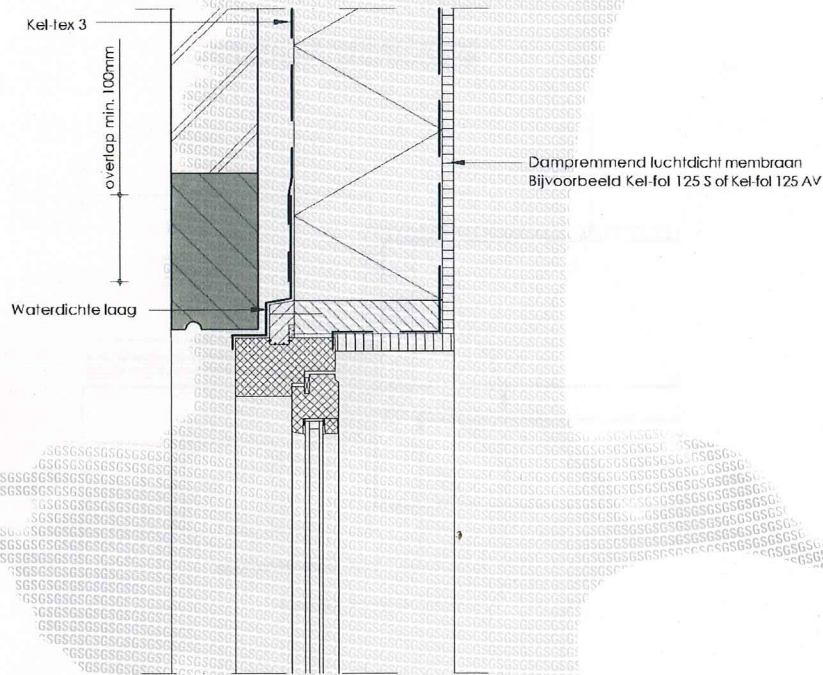 Kel-tex 3
overlap min. 100mm
Dampremmend luchtdicht membraan
Bijvoorbeeld Kel-fol 125 S of Kel-fol 125 AV
Waterdichte laag